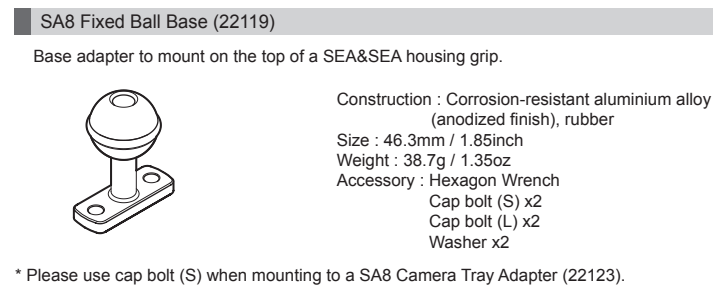 SA8 Fixed Ball Base (22119)
Base adapter to mount on the top of a SEA&SEA housing grip.
Construction : Corrosion-resistant aluminium alloy
(anodized finish), rubber
Size : 46.3mm / 1.85inch
Weight : 38.7g / 1.35oz
Accessory : Hexagon Wrench
Cap bolt (S) x2
Cap bolt (L) x2
Washer x2
* Please use cap bolt (S) when mounting to a SA8 Camera Tray Adapter (22123).